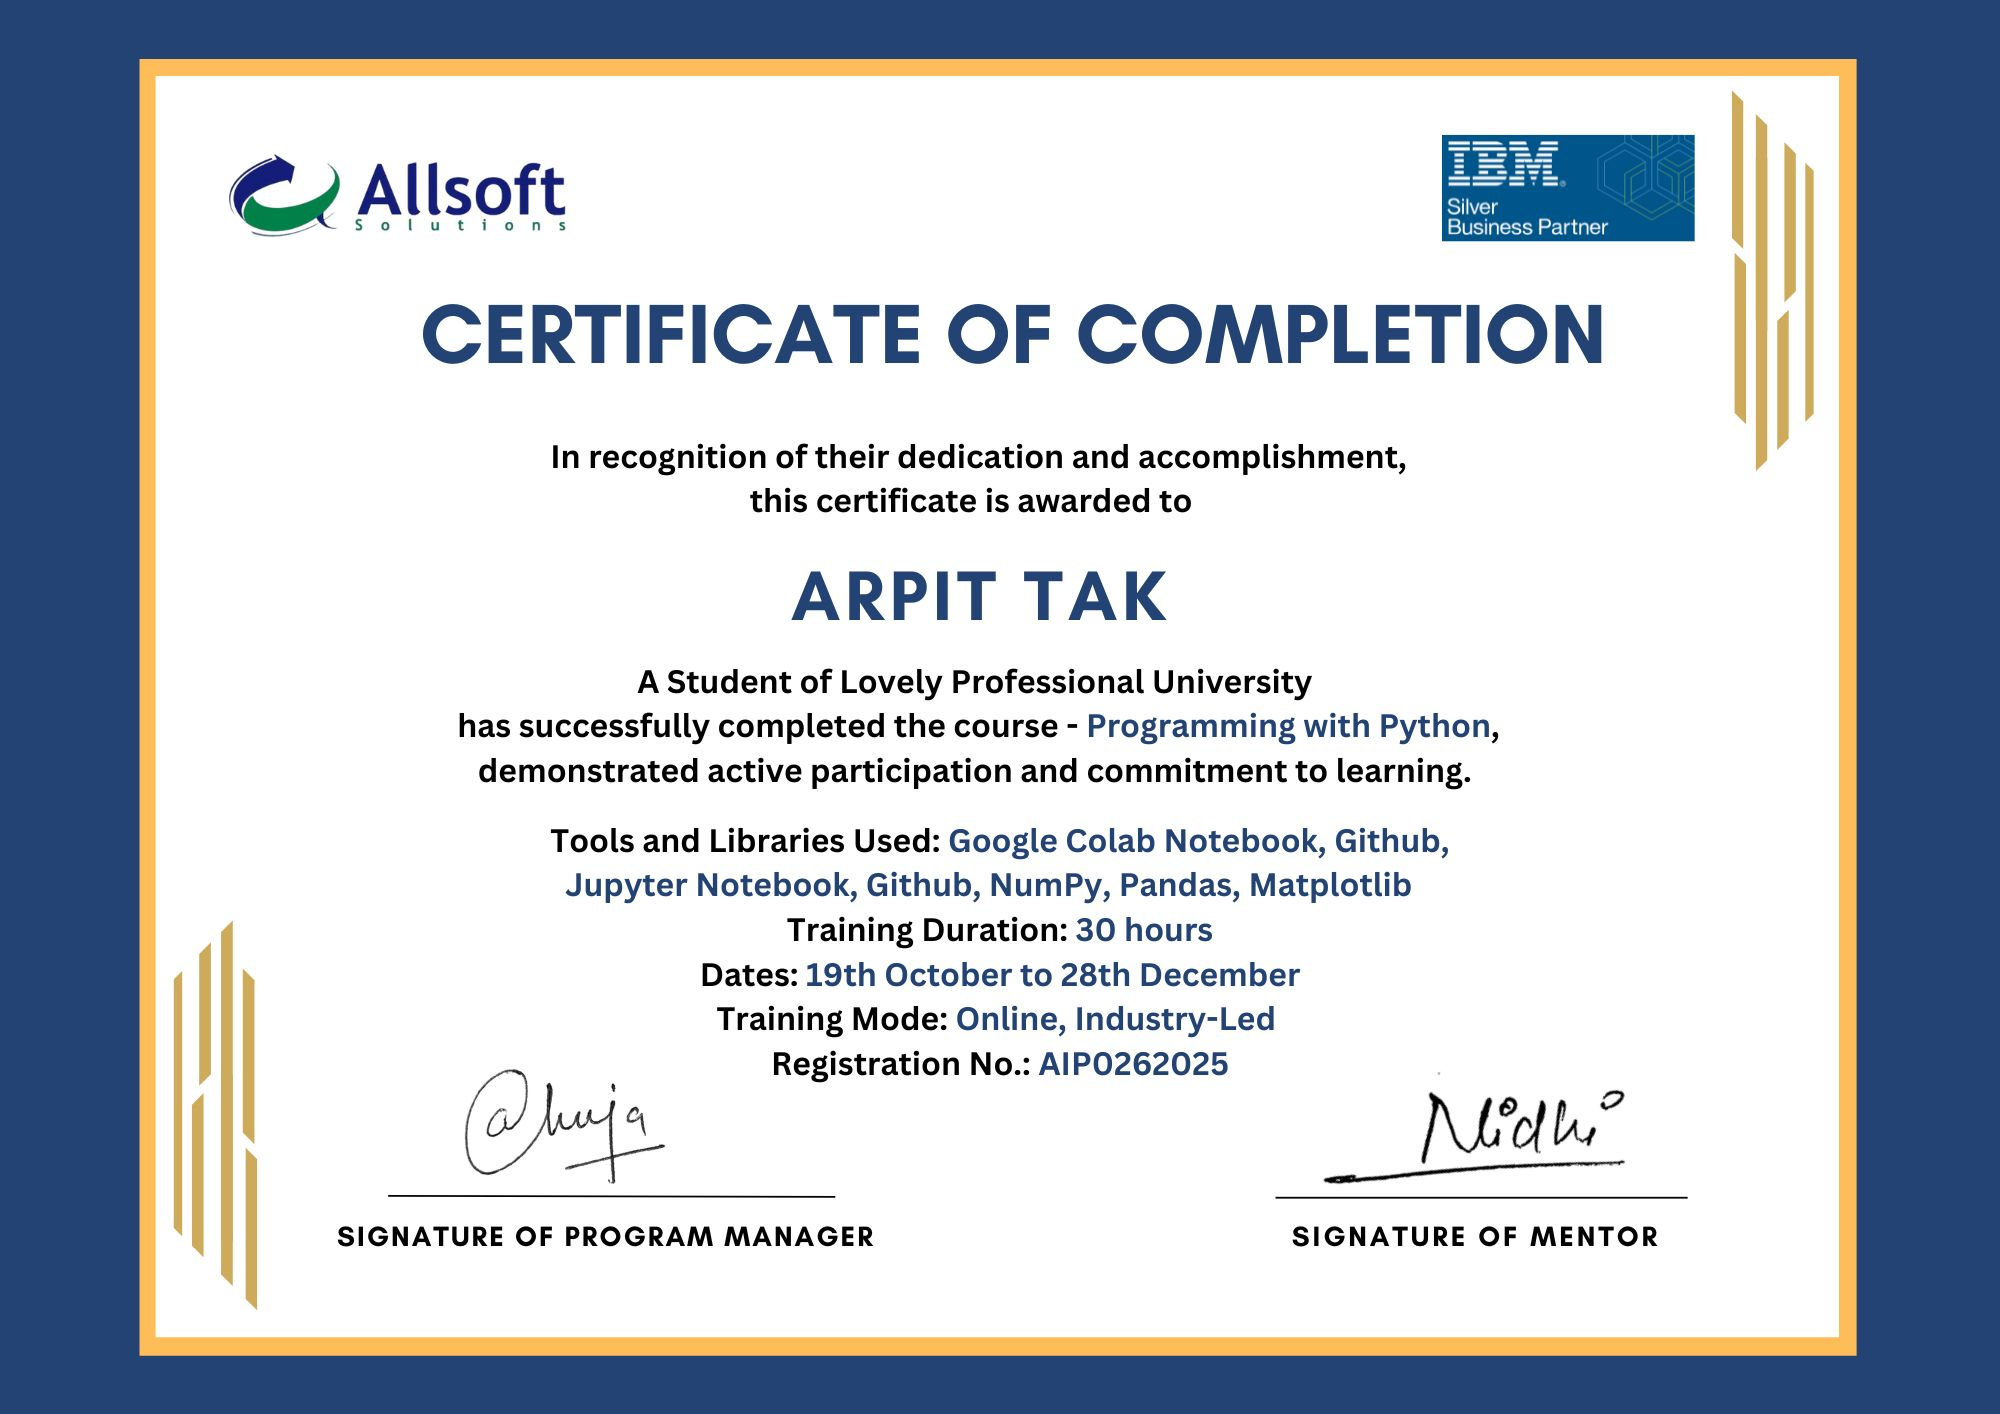 Allsoft
Solutions
IBM
Silver
Business Partner
CERTIFICATE OF COMPLETION
In recognition of their dedication and accomplishment,
this certificate is awarded to
ARPIT TAK
A Student of Lovely Professional University
has successfully completed the course - Programming with Python,
demonstrated active participation and commitment to learning.
Tools and Libraries Used: Google Colab Notebook, Github,
Jupyter Notebook, Github, NumPy, Pandas, Matplotlib
Training Duration: 30 hours
Dates: 19th October to 28th December
Training Mode: Online, Industry-Led
Registration No.: AIP0262025
Ahuja
Nidhi
SIGNATURE OF PROGRAM MANAGER
SIGNATURE OF MENTOR